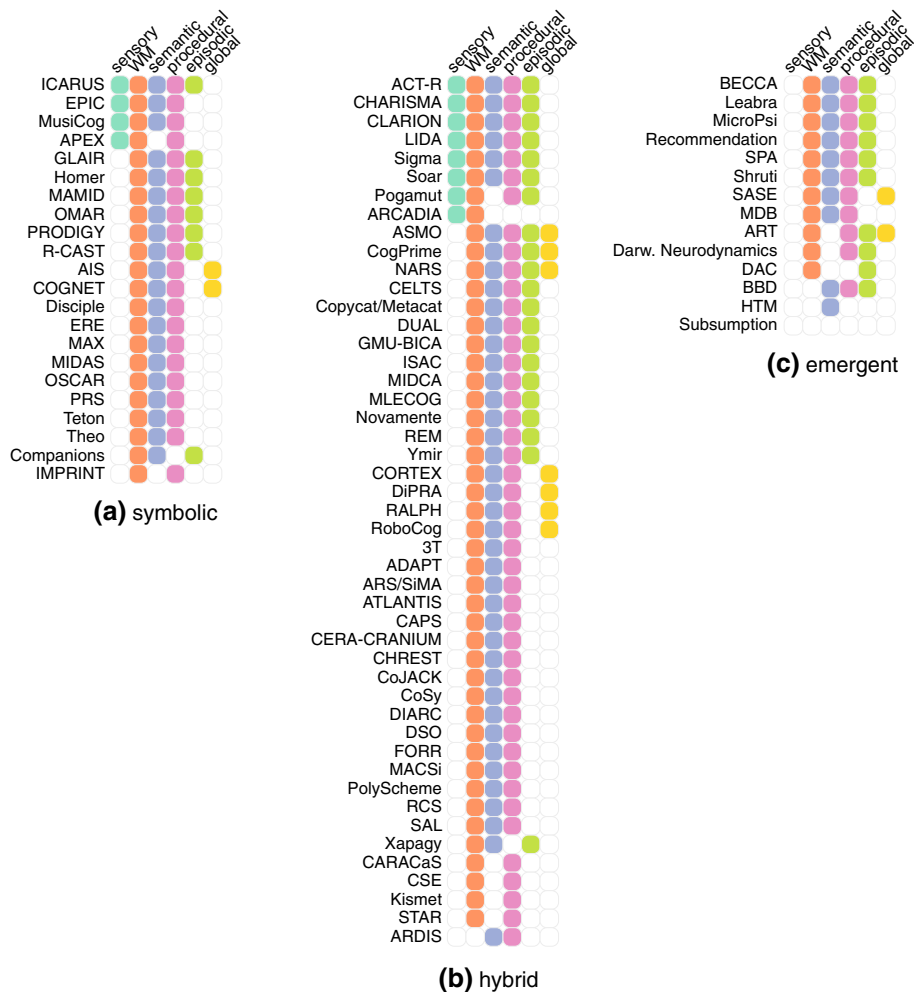 sensory
WM
semantic
procedural
episodic
global
ICARUS
EPIC
MusiCog
APEX
GLAIR
Homer
MAMID
OMAR
PRODIGY
R-CAST
AIS
COGNET
Disciple
ERE
MAX
MIDAS
OSCAR
PRS
Teton
Theo
Companions
IMPRINT
(a) symbolic
sensory
WM
semantic
procedural
episodic
global
ACT-R
CHARISMA
CLARION
LIDA
Sigma
Soar
Pogamut
ARCADIA
ASMO
CogPrime
NARS
CELTS
Copycat/Metacat
DUAL
GMU-BICA
ISAC
MIDCA
MLECOG
Novamente
REM
Ymir
CORTEX
DiPRA
RALPH
RoboCog
3T
ADAPT
ARS/SiMA
ATLANTIS
CAPS
CERA-CRANIUM
CHREST
CoJACK
CoSy
DIARC
DSO
FORR
MACSi
PolyScheme
RCS
SAL
Xapagy
CARACaS
CSE
Kismet
STAR
ARDIS
(b) hybrid
sensory
WM
semantic
procedural
episodic
global
BECCA
Leabra
MicroPsi
Recommendation
SPA
Shruti
SASE
MDB
ART
Darw. Neurodynamics
DAC
BBD
HTM
Subsumption
(c) emergent